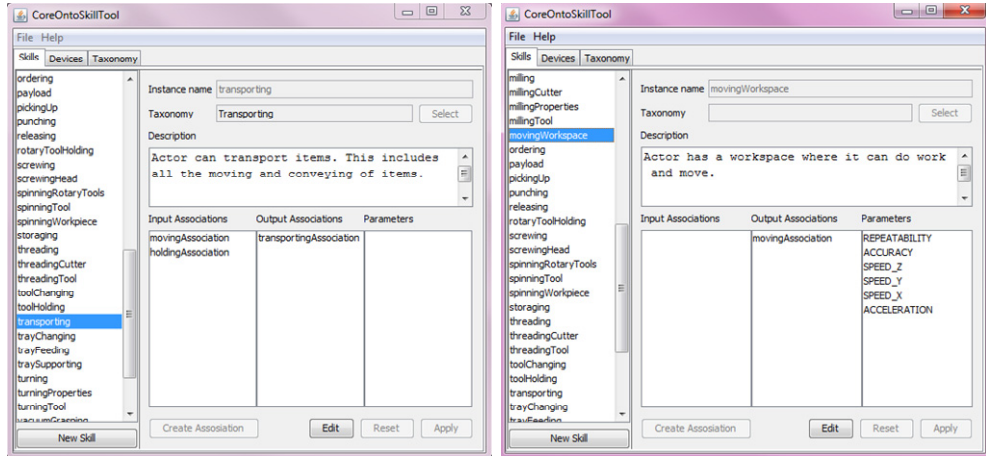 CoreOntoSkillTool
File Help
Skills Devices Taxonomy
ordering
payload
pickingUp
punching
releasing
rotaryToolHolding
screwing
screwingHead
spinningRotaryTools
spinningTool
spinningWorkpiece
storaging
threading
threadingCutter
threadingTool
toolChanging
toolHolding
transporting
trayChanging
trayFeeding
traySupporting
turning
turningProperties
turningTool
vacuumGrasping
New Skill
Instance name transporting
Taxonomy Transporting Select
Description
Actor can transport items. This includes
all the moving and conveying of items.
Input Associations Output Associations Parameters
movingAssociation transportingAssociation
holdingAssociation
Create Assosiation Edit Reset Apply
CoreOntoSkillTool
File Help
Skills Devices Taxonomy
milling
millingCutter
millingProperties
millingTool
movingWorkspace
ordering
payload
pickingUp
punching
releasing
rotaryToolHolding
screwing
screwingHead
spinningRotaryTools
spinningTool
spinningWorkpiece
storaging
threading
threadingCutter
threadingTool
toolChanging
toolHolding
transporting
trayChanging
trayFeeding
New Skill
Instance name movingWorkspace
Taxonomy Select
Description
Actor has a workspace where it can do work
and move.
Input Associations Output Associations Parameters
movingAssociation REPEATABILITY
ACCURACY
SPEED_Z
SPEED_Y
SPEED_X
ACCELERATION
Create Assosiation Edit Reset Apply